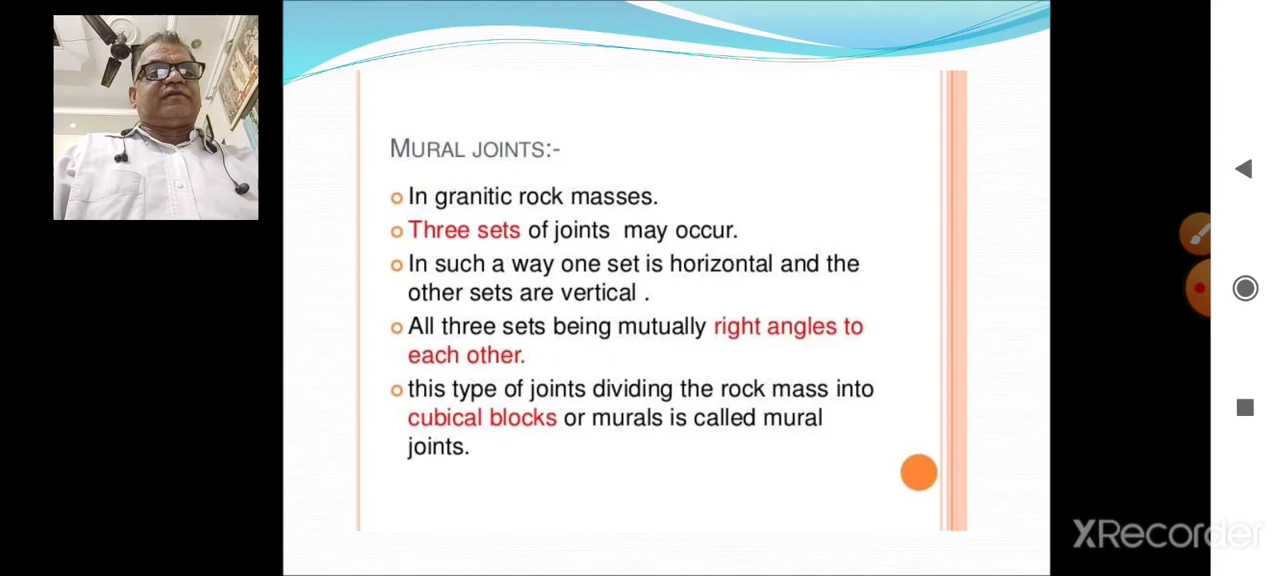 MURAL JOINTS:-
In granitic rock masses.
Three sets of joints may occur.
In such a way one set is horizontal and the
other sets are vertical .
All three sets being mutually right angles to
each other.
this type of joints dividing the rock mass into
cubical blocks or murals is called mural
joints.
XRecorder